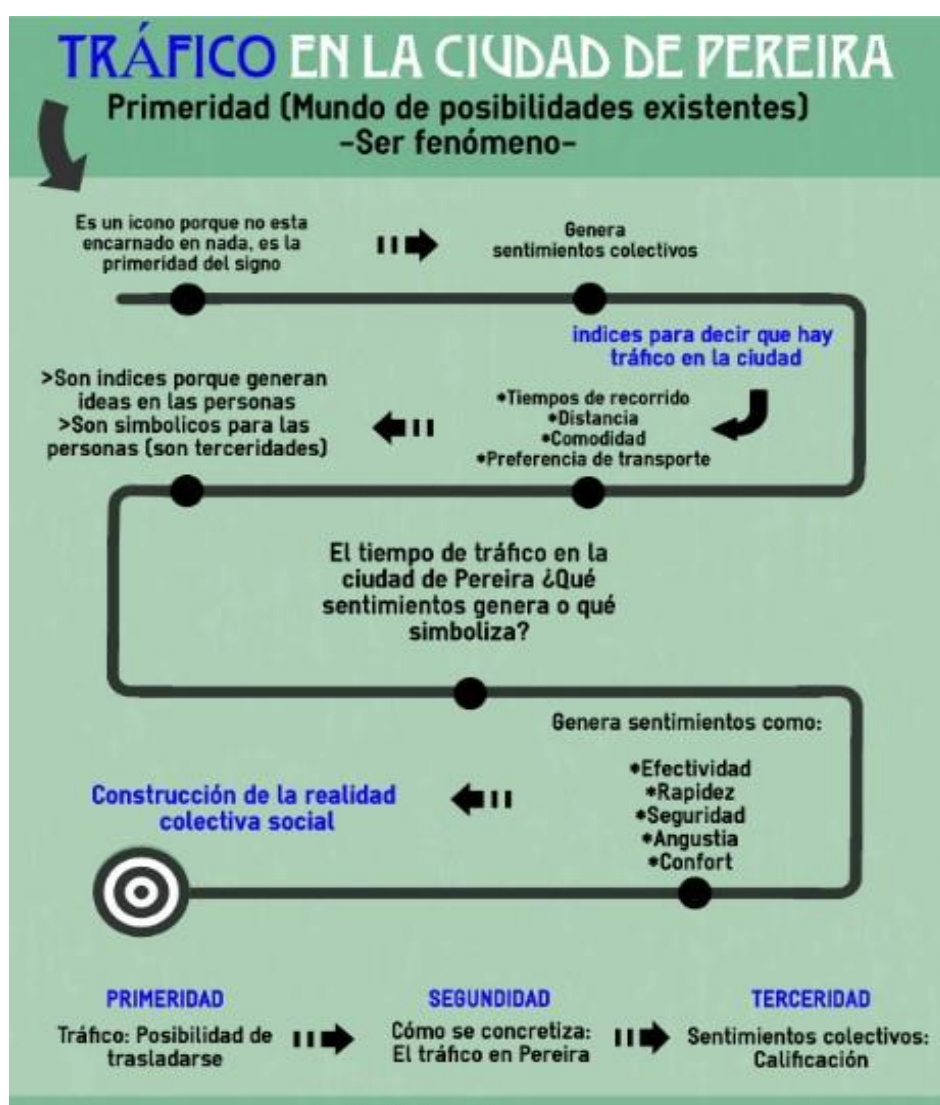 TRÁFICO EN LA CIUDAD DE PEREIRA
Primeridad (Mundo de posibilidades existentes)
-Ser fenómeno-
Es un icono porque no esta
encarnado en nada, es la
primeridad del signo
Genera
sentimientos colectivos
indices para decir que hay
tráfico en la ciudad
*Tiempos de recorrido
*Distancia
*Comodidad
*Preferencia de transporte
>Son indices porque generan
ideas en las personas
>Son simbolicos para las
personas (son terceridades)
El tiempo de tráfico en la
ciudad de Pereira ¿Qué
sentimientos genera o qué
simboliza?
Genera sentimientos como:
*Efectividad
*Rapidez
*Seguridad
*Angustia
*Confort
Construcción de la realidad
colectiva social
PRIMERIDAD
Tráfico: Posibilidad de
trasladarse
SEGUNDIDAD
Cómo se concretiza:
El tráfico en Pereira
TERCERIDAD
Sentimientos colectivos:
Calificación